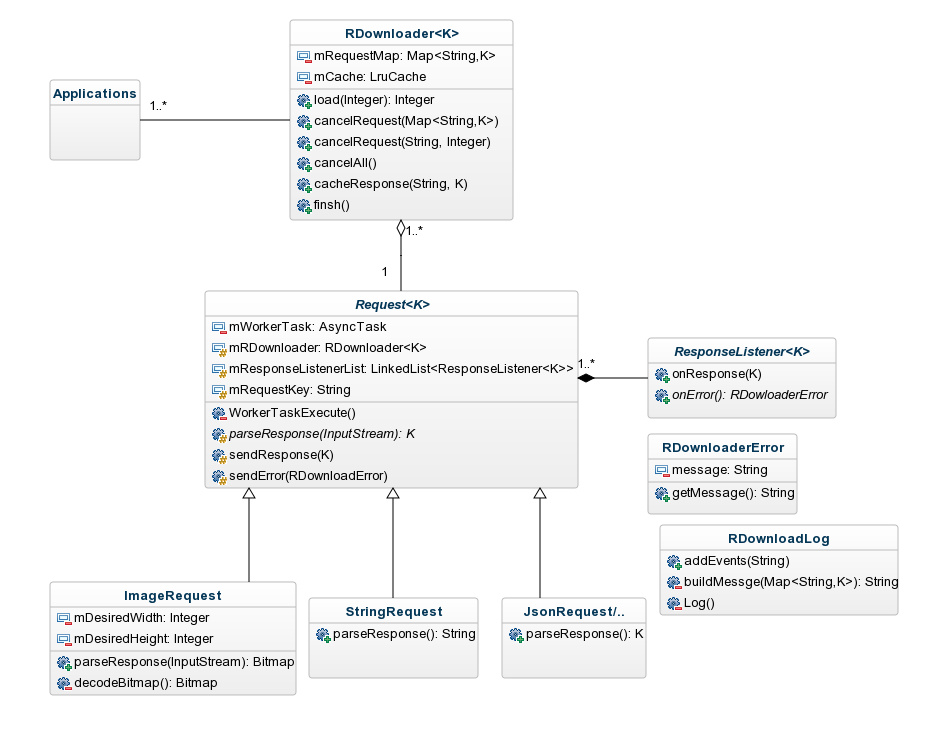 RDownloader<K>
mRequestMap: Map<String,K>
mCache: LruCache
load(Integer): Integer
cancelRequest(Map<String,K>)
cancelRequest(String, Integer)
cancelAll()
cacheResponse(String, K)
finsh()
Applications
1..*
1..*
1
Request<K>
mWorkerTask: AsyncTask
mRDownloader: RDownloader<K>
mResponseListenerList: LinkedList<ResponseListener<K>>
mRequestKey: String
WorkerTaskExecute()
parseResponse(InputStream): K
sendResponse(K)
sendError(RDownloadError)
1..*
ResponseListener<K>
onResponse(K)
onError(): RDowloaderError
RDownloaderError
message: String
getMessage(): String
RDownloadLog
addEvents(String)
buildMessge(Map<String,K>): String
Log()
ImageRequest
mDesiredWidth: Integer
mDesiredHeight: Integer
parseResponse(InputStream): Bitmap
decodeBitmap(): Bitmap
StringRequest
parseResponse(): String
JsonRequest/..
parseResponse(): K